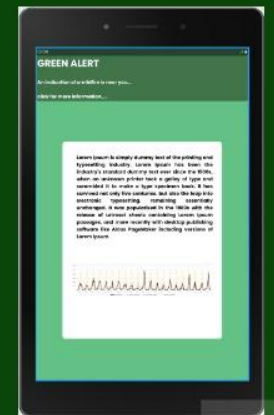 GREEN ALERT
An indication of a wildfire is near you...
click for more information...
Lorem Ipsum is simply dummy text of the printing and
typesetting industry. Lorem Ipsum has been the
industry's standard dummy text ever since the 1500s,
when an unknown printer took a galley of type and
scrambled it to make a type specimen book. It has
survived not only five centuries, but also the leap into
electronic typesetting, remaining essentially
unchanged. It was popularised in the 1960s with the
release of Letraset sheets containing Lorem Ipsum
passages, and more recently with desktop publishing
software like Aldus PageMaker including versions of
Lorem Ipsum